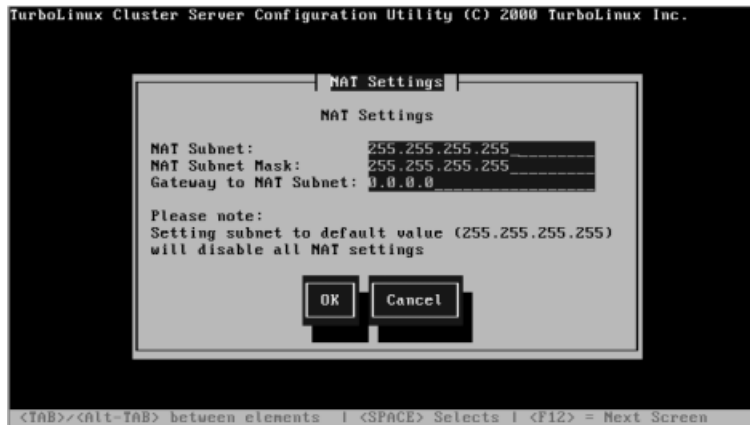 TurboLinux Cluster Server Configuration Utility (C) 2000 TurboLinux Inc.
NAT Settings
NAT Settings
NAT Subnet: 255.255.255.255
NAT Subnet Mask: 255.255.255.255
Gateway to NAT Subnet: 0.0.0.0
Please note:
Setting subnet to default value (255.255.255.255)
will disable all NAT settings
OK Cancel
<TAB>/<Alt-TAB> between elements | <SPACE> Selects | <F12> = Next Screen